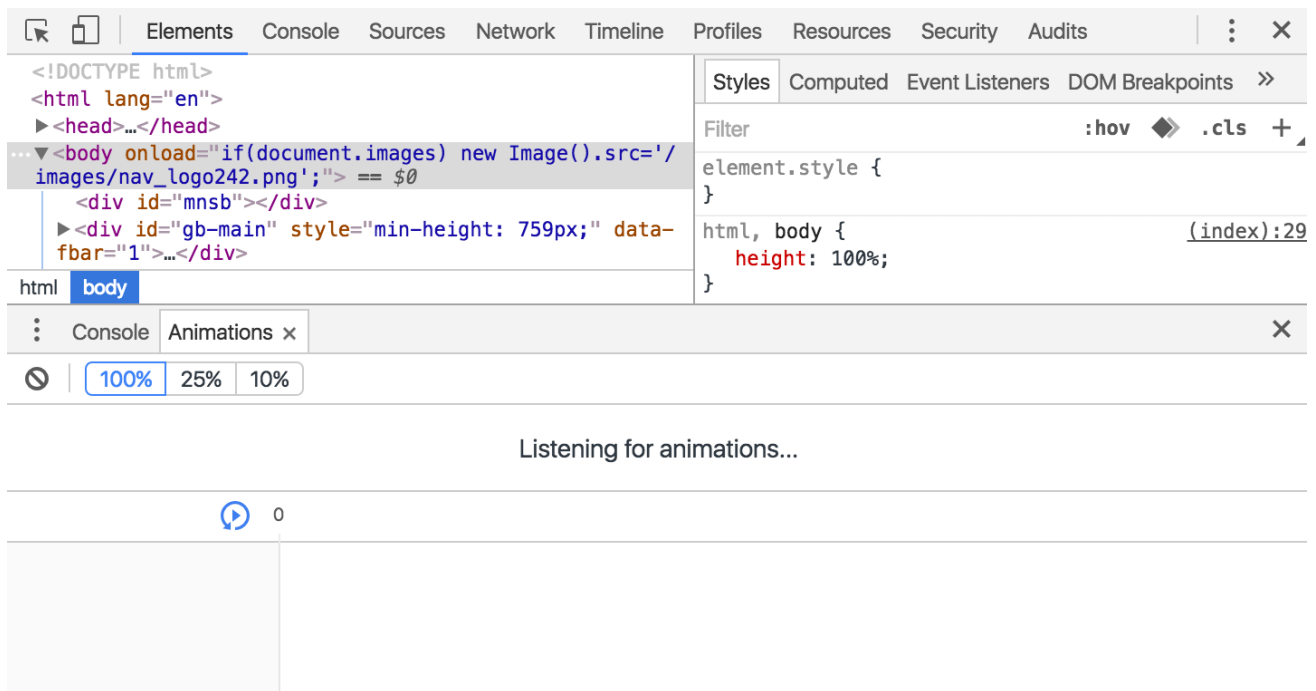 Elements Console Sources Network Timeline Profiles Resources Security Audits
<!DOCTYPE html>
<html lang="en">
▶<head>…</head>
…▼<body onload="if(document.images) new Image().src='/
images/nav_logo242.png';"> == $0
<div id="mnsb"></div>
▶<div id="gb-main" style="min-height: 759px;" data-
fbar="1">…</div>
html body
Styles Computed Event Listeners DOM Breakpoints »
Filter :hov .cls +
element.style {
}
html, body { (index):29
height: 100%;
}
Console Animations ×
100% 25% 10%
Listening for animations...
0